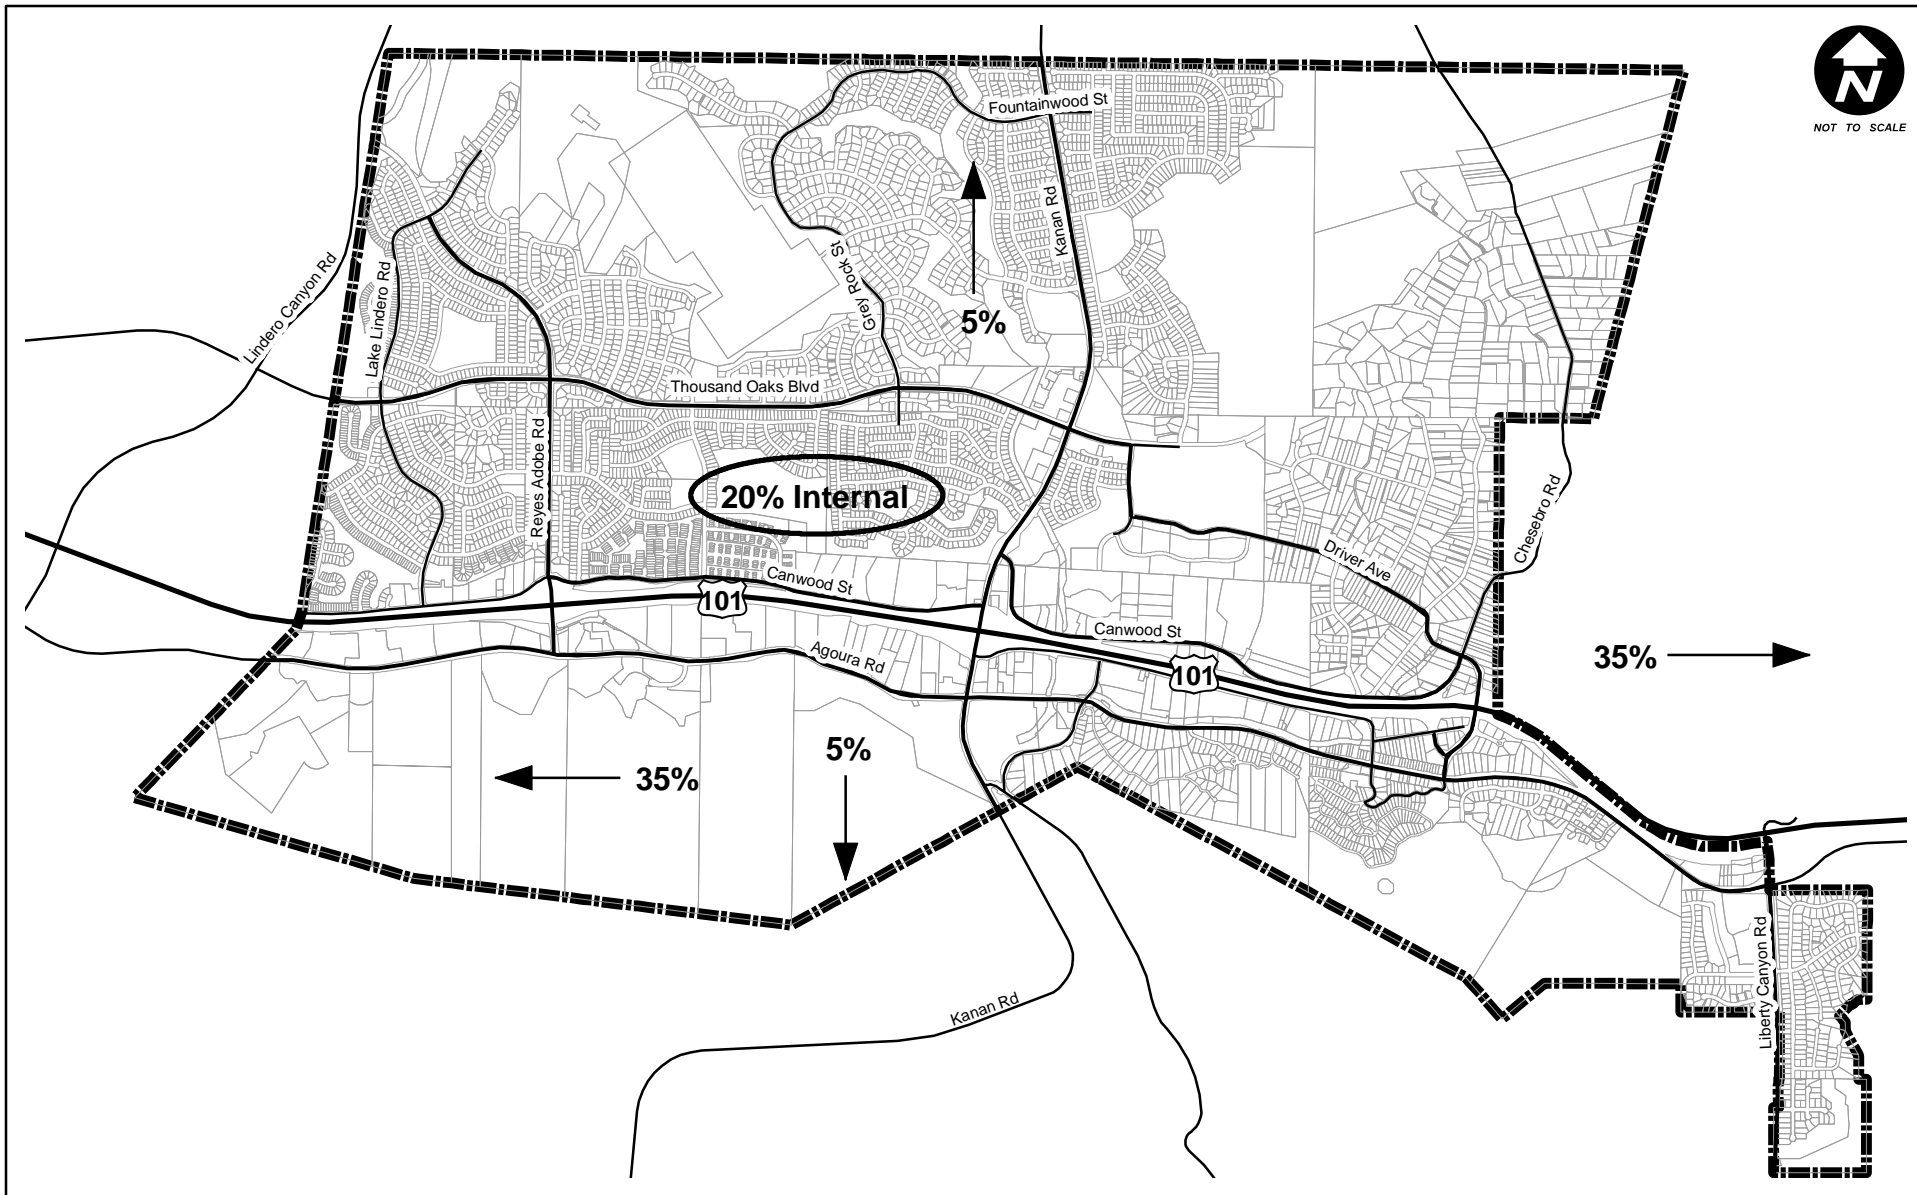 N
NOT TO SCALE
Fountainwood St
Kanan Rd
Grey Rock St
Lindero Canyon Rd
Lake Lindero Rd
5%
Thousand Oaks Blvd
Reyes Adobe Rd
20% Internal
Chesebro Rd
Driver Ave
Canwood St
101
Canwood St
Agoura Rd
101
35%
5%
35%
Liberty Canyon Rd
Kanan Rd